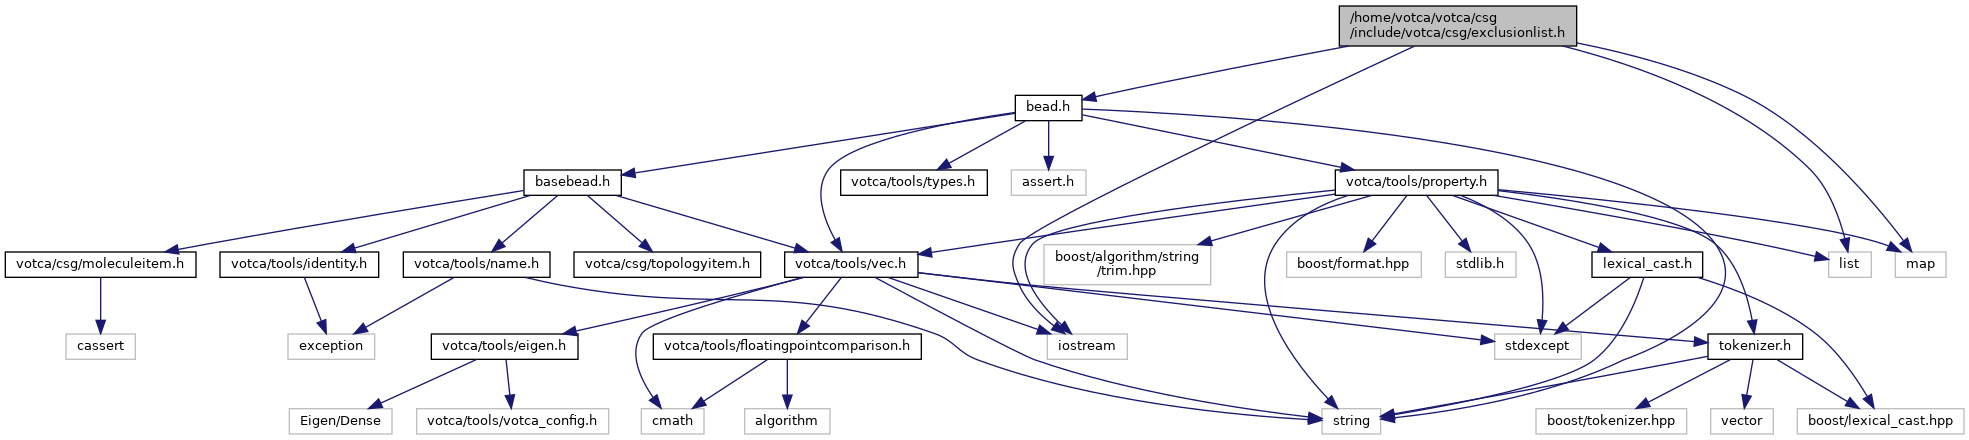 /home/votca/votca/csg
/include/votca/csg/exclusionlist.h
bead.h
basebead.h
votca/tools/types.h
assert.h
votca/tools/property.h
votca/csg/moleculeitem.h
votca/tools/identity.h
votca/tools/name.h
votca/csg/topologyitem.h
votca/tools/vec.h
boost/algorithm/string
/trim.hpp
boost/format.hpp
stdlib.h
lexical_cast.h
list
map
cassert
exception
votca/tools/eigen.h
votca/tools/floatingpointcomparison.h
iostream
stdexcept
tokenizer.h
Eigen/Dense
votca/tools/votca_config.h
cmath
algorithm
string
boost/tokenizer.hpp
vector
boost/lexical_cast.hpp